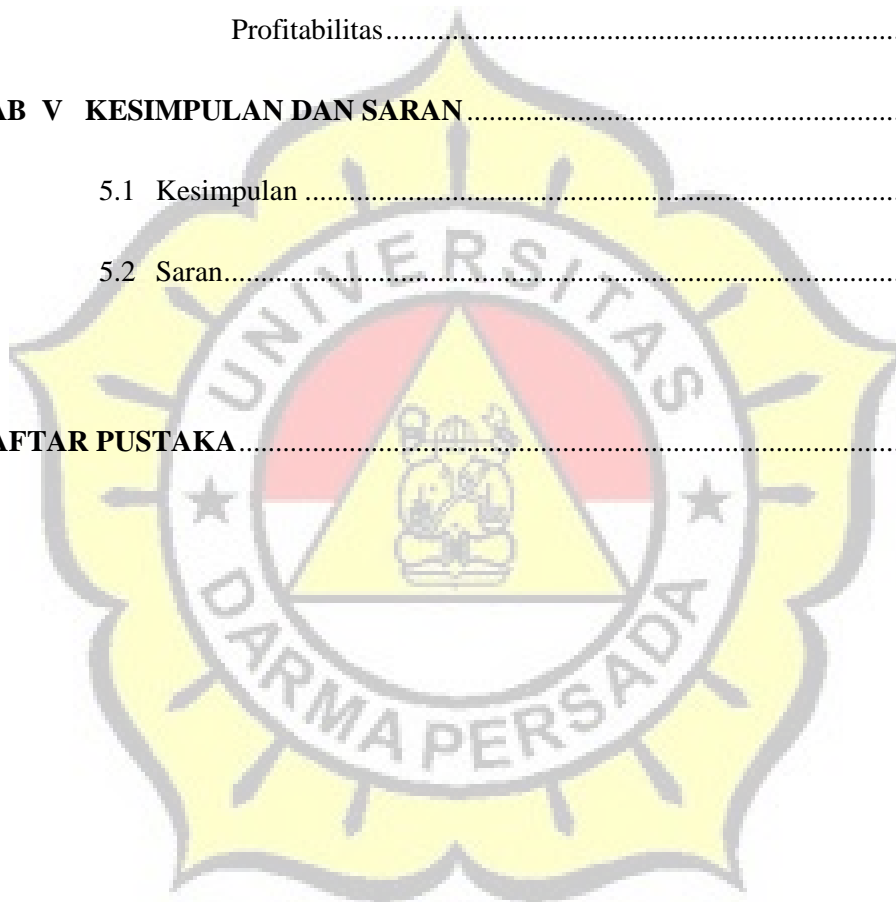 Profitabilitas................................................................................
AB V KESIMPULAN DAN SARAN................................................................
5.1 Kesimpulan................................................................................
5.2 Saran................................................................................
AFTAR PUSTAKA................................................................................
UNIVERSITAS
DARMA PERSADA